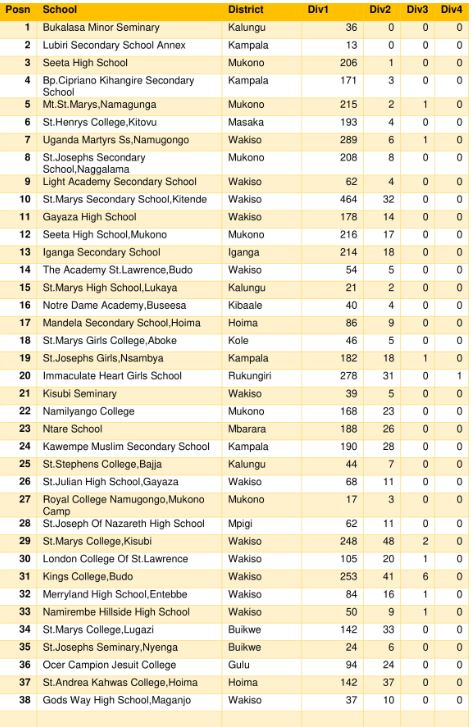 Posn School District Div1 Div2 Div3 Div4
1 Bukalasa Minor Seminary Kalungu 36 0 0 0
2 Lubiri Secondary School Annex Kampala 13 0 0 0
3 Seeta High School Mukono 206 1 0 0
4 Bp.Cipriano Kihangire Secondary Kampala 171 3 0 0
School
5 Mt.St.Marys,Namagunga Mukono 215 2 1 0
6 St.Henrys College,Kitovu Masaka 193 4 0 0
7 Uganda Martyrs Ss,Namugongo Wakiso 289 6 1 0
8 St.Josephs Secondary Mukono 208 8 0 0
School,Naggalama
9 Light Academy Secondary School Wakiso 62 4 0 0
10 St.Marys Secondary School,Kitende Wakiso 464 32 0 0
11 Gayaza High School Wakiso 178 14 0 0
12 Seeta High School,Mukono Mukono 216 17 0 0
13 Iganga Secondary School Iganga 214 18 0 0
14 The Academy St.Lawrence,Budo Wakiso 54 5 0 0
15 St.Marys High School,Lukaya Kalungu 21 2 0 0
16 Notre Dame Academy,Buseesa Kibaale 40 4 0 0
17 Mandela Secondary School,Hoima Hoima 86 9 0 0
18 St.Marys Girls College,Aboke Kole 46 5 0 0
19 St.Josephs Girls,Nsambya Kampala 182 18 1 0
20 Immaculate Heart Girls School Rukungiri 278 31 0 1
21 Kisubi Seminary Wakiso 39 5 0 0
22 Namilyango College Mukono 168 23 0 0
23 Ntare School Mbarara 188 26 0 0
24 Kawempe Muslim Secondary School Kampala 190 28 0 0
25 St.Stephens College,Bajja Kalungu 44 7 0 0
26 St.Julian High School,Gayaza Wakiso 68 11 0 0
27 Royal College Namugongo,Mukono Mukono 17 3 0 0
Camp
28 St.Joseph Of Nazareth High School Mpigi 62 11 0 0
29 St.Marys College,Kisubi Wakiso 248 48 2 0
30 London College Of St.Lawrence Wakiso 105 20 1 0
31 Kings College,Budo Wakiso 253 41 6 0
32 Merryland High School,Entebbe Wakiso 84 16 1 0
33 Namirembe Hillside High School Wakiso 50 9 1 0
34 St.Marys College,Lugazi Buikwe 142 33 0 0
35 St.Josephs Seminary,Nyenga Buikwe 24 6 0 0
36 Ocer Campion Jesuit College Gulu 94 24 0 0
37 St.Andrea Kahwas College,Hoima Hoima 142 37 0 0
38 Gods Way High School,Maganjo Wakiso 37 10 0 0